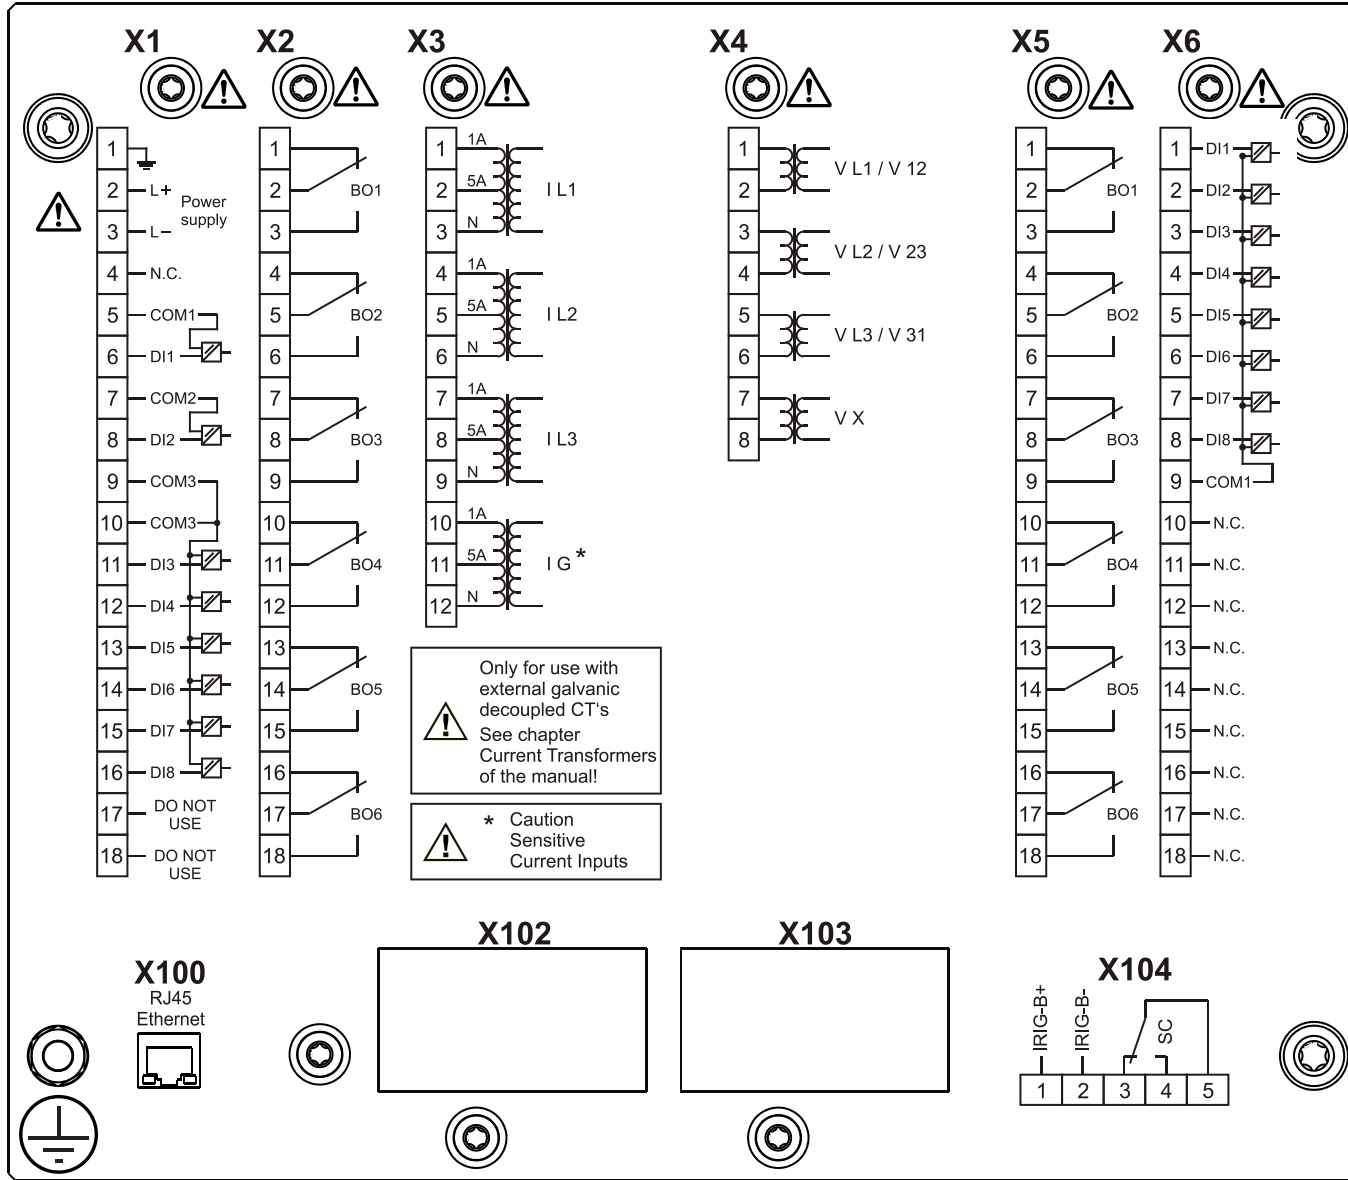 X1
1
2 L+
Power
supply
3 L–
4 N.C.
5 COM1
6 DI1
7 COM2
8 DI2
9 COM3
10 COM3
11 DI3
12 DI4
13 DI5
14 DI6
15 DI7
16 DI8
17 DO NOT
USE
18 DO NOT
USE
X2
1
2 BO1
3
4
5 BO2
6
7
8 BO3
9
10
11 BO4
12
13
14 BO5
15
16
17 BO6
18
X3
1 1A
2 5A I L1
3 N
4 1A
5 5A I L2
6 N
7 1A
8 5A I L3
9 N
10 1A
11 5A I G *
12 N
Only for use with
external galvanic
decoupled CT's
See chapter
Current Transformers
of the manual!
* Caution
Sensitive
Current Inputs
X4
1
V L1 / V 12
2
3
V L2 / V 23
4
5
V L3 / V 31
6
7
V X
8
X5
1
2 BO1
3
4
5 BO2
6
7
8 BO3
9
10
11 BO4
12
13
14 BO5
15
16
17 BO6
18
X6
1 DI1
2 DI2
3 DI3
4 DI4
5 DI5
6 DI6
7 DI7
8 DI8
9 COM1
10 N.C.
11 N.C.
12 N.C.
13 N.C.
14 N.C.
15 N.C.
16 N.C.
17 N.C.
18 N.C.
X100
RJ45
Ethernet
X102
X103
X104
IRIG-B+
IRIG-B-
SC
1 2 3 4 5